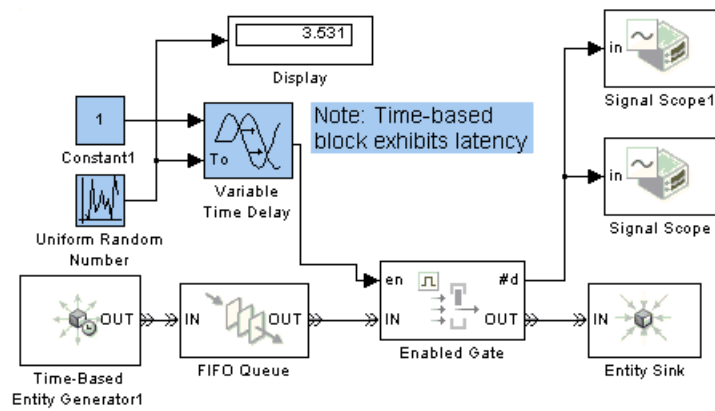 3.531
Display
in
Signal Scope1
1
Constant1
To
Variable
Time Delay
Note: Time-based
block exhibits latency
in
Signal Scope
Uniform Random
Number
OUT
Time-Based
Entity Generator1
IN
OUT
FIFO Queue
en
#d
IN
OUT
Enabled Gate
IN
Entity Sink